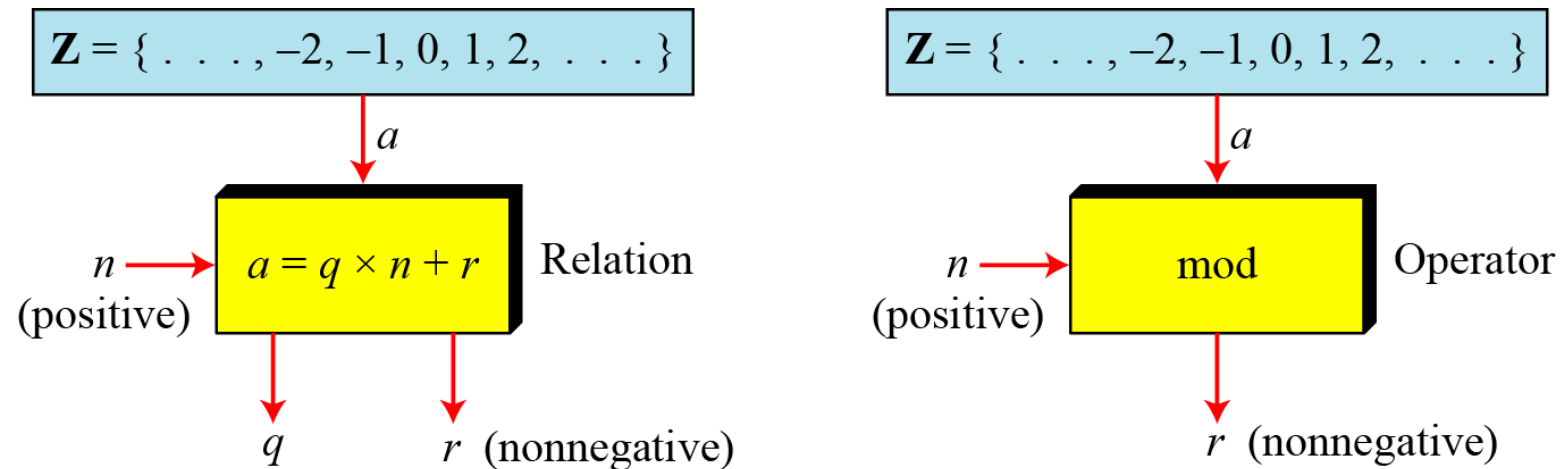 Z = { . . . , –2, –1, 0, 1, 2, . . . }
a
n
(positive)
a = q × n + r
Relation
q
r (nonnegative)
Z = { . . . , –2, –1, 0, 1, 2, . . . }
a
n
(positive)
mod
Operator
r (nonnegative)